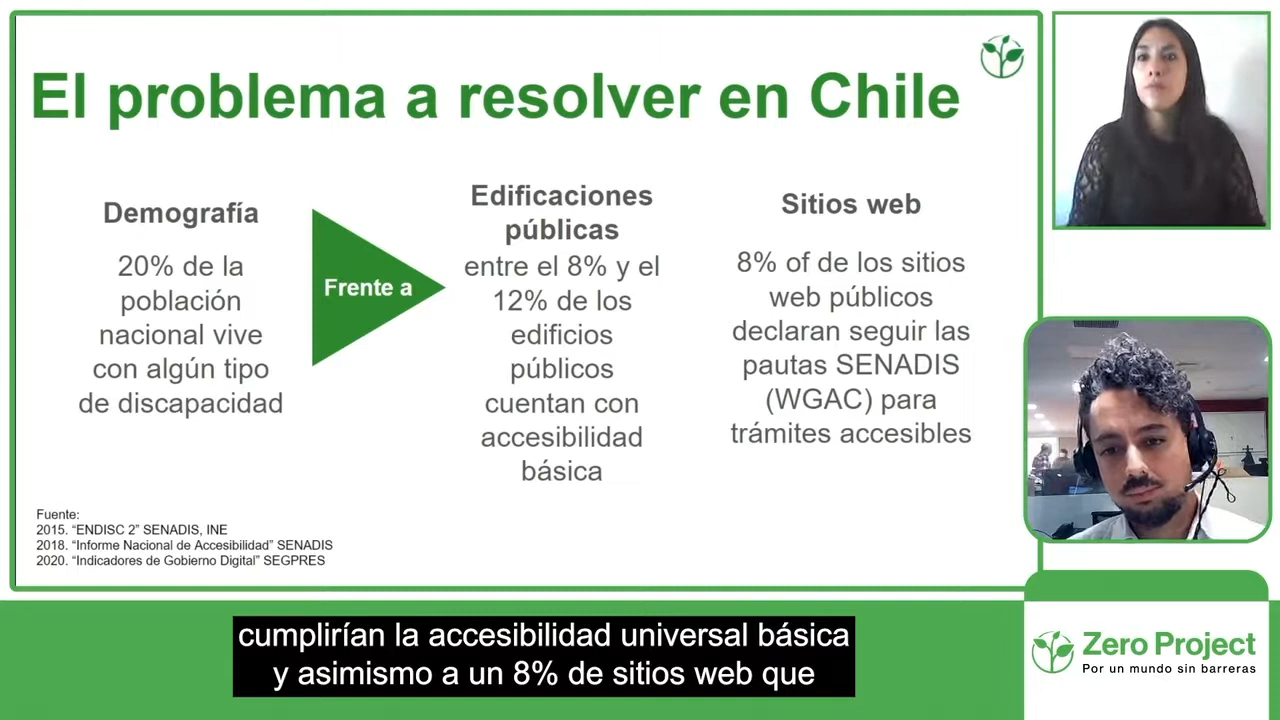 El problema a resolver en Chile
Demografía
20% de la
población
nacional vive
con algún tipo
de discapacidad
Frente a
Edificaciones
públicas
entre el 8% y el
12% de los
edificios
públicos
cuentan con
accesibilidad
básica
Sitios web
8% of de los sitios
web públicos
declaran seguir las
pautas SENADIS
(WGAC) para
trámites accesibles
Fuente:
2015. “ENDISC 2” SENADIS, INE
2018. “Informe Nacional de Accesibilidad” SENADIS
2020. “Indicadores de Gobierno Digital” SEGPRES
cumplirían la accesibilidad universal básica
y asimismo a un 8% de sitios web que
Zero Project
Por un mundo sin barreras